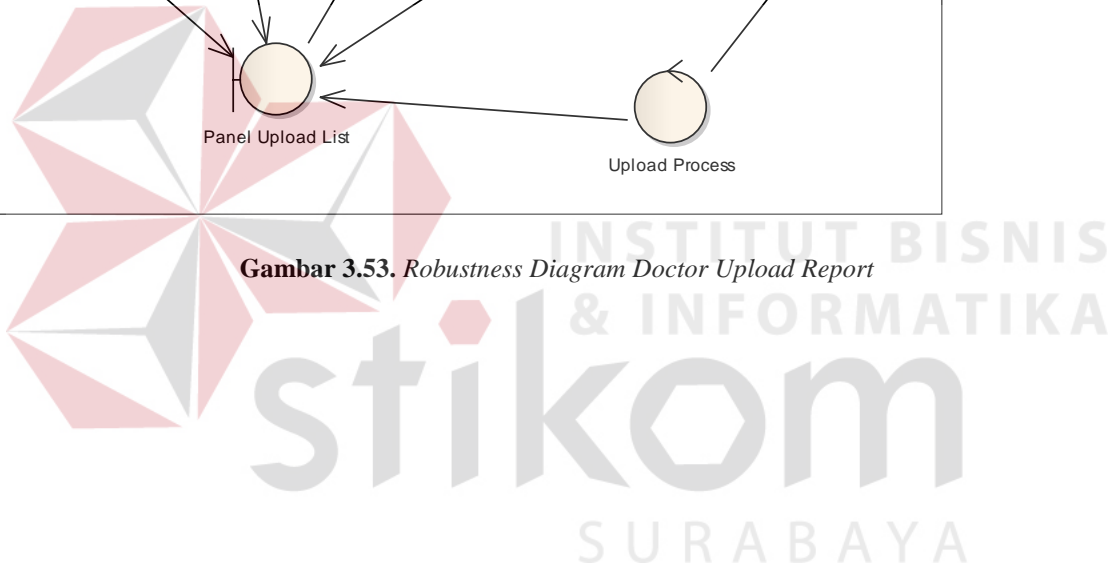 Panel Upload List
Upload Process
INSTITUT BISNIS
Gambar 3.53. Robustness Diagram Doctor Upload Report
& INFORMATIKA
stikom
SURABAYA